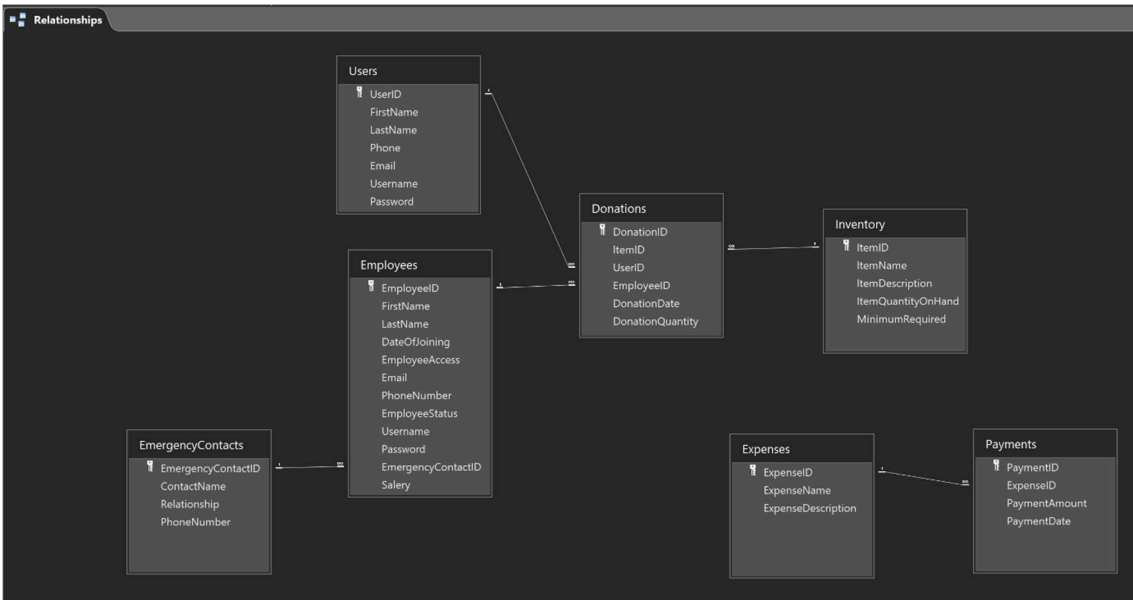 Relationships
Users
UserID
FirstName
LastName
Phone
Email
Username
Password
Employees
EmployeeID
FirstName
LastName
DateOfJoining
EmployeeAccess
Email
PhoneNumber
EmployeeStatus
Username
Password
EmergencyContactID
Salery
EmergencyContacts
EmergencyContactID
ContactName
Relationship
PhoneNumber
Donations
DonationID
ItemID
UserID
EmployeeID
DonationDate
DonationQuantity
Inventory
ItemID
ItemName
ItemDescription
ItemQuantityOnHand
MinimumRequired
Expenses
ExpenseID
ExpenseName
ExpenseDescription
Payments
PaymentID
ExpenseID
PaymentAmount
PaymentDate